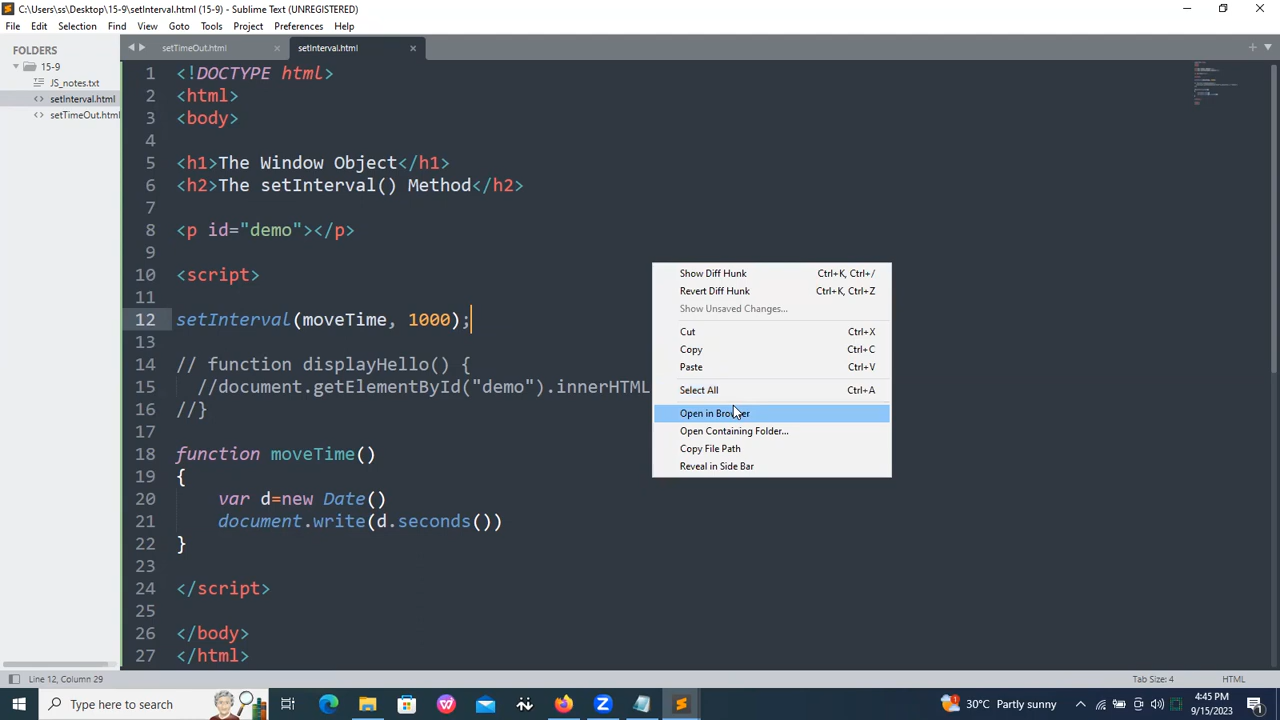 C:\Users\ss\Desktop\15-9\setInterval.html (15-9) - Sublime Text (UNREGISTERED)
File Edit Selection Find View Goto Tools Project Preferences Help
FOLDERS
15-9
JS_notes.txt
setInterval.html
setTimeOut.html
setTimeOut.html × setInterval.html ×
1 <!DOCTYPE html>
2 <html>
3 <body>
4
5 <h1>The Window Object</h1>
6 <h2>The setInterval() Method</h2>
7
8 <p id="demo"></p>
9
10 <script>
11
12 setInterval(moveTime, 1000);
13
14 // function displayHello() {
15 //document.getElementById("demo").innerHTML
16 //}
17
18 function moveTime()
19 {
20 var d=new Date()
21 document.write(d.seconds())
22 }
23
24 </script>
25
26 </body>
27 </html>
Show Diff Hunk Ctrl+K, Ctrl+/
Revert Diff Hunk Ctrl+K, Ctrl+Z
Show Unsaved Changes...
Cut Ctrl+X
Copy Ctrl+C
Paste Ctrl+V
Select All Ctrl+A
Open in Browser
Open Containing Folder...
Copy File Path
Reveal in Side Bar
Line 12, Column 29 Tab Size: 4 HTML
Type here to search
30°C Partly sunny
4:45 PM
9/15/2023